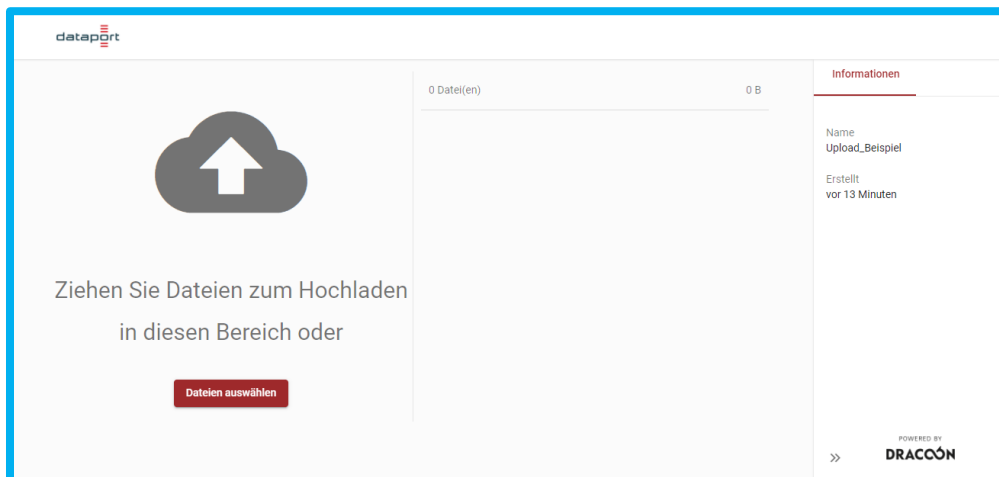 dataport
Ziehen Sie Dateien zum Hochladen
in diesen Bereich oder
Dateien auswählen
0 Datei(en) 0 B
Informationen
Name
Upload_Beispiel
Erstellt
vor 13 Minuten
POWERED BY
DRACOON